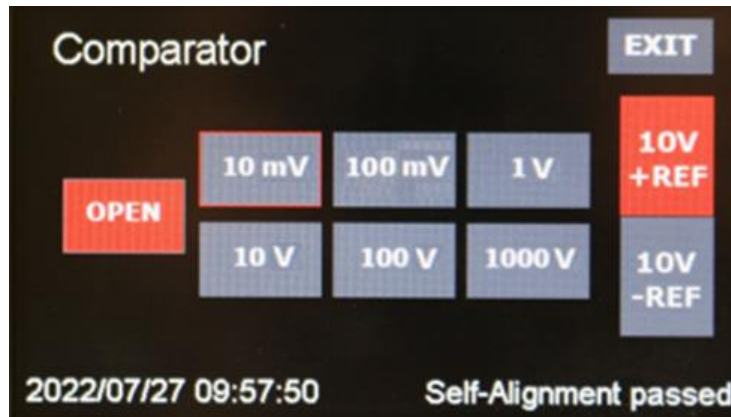 Comparator
EXIT
10 mV
100 mV
1 V
10V
+REF
OPEN
10 V
100 V
1000 V
10V
-REF
2022/07/27 09:57:50
Self-Alignment passed